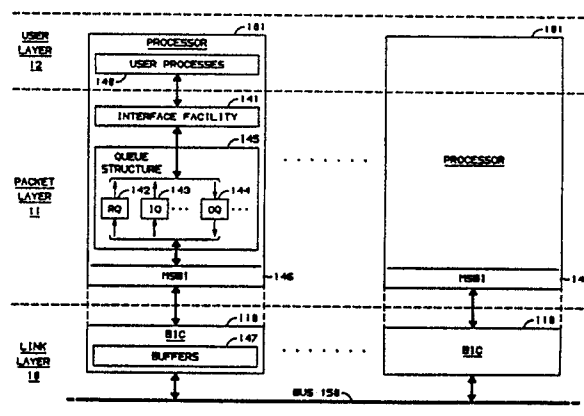 USER
LAYER
12
PROCESSOR
101
USER PROCESSES
140
101
PACKET
LAYER
11
141
INTERFACE FACILITY
145
QUEUE
STRUCTURE
142
143
144
RQ
IQ
OQ
MSBI
146
PROCESSOR
MSBI
14
LINK
LAYER
10
110
BIC
147
BUFFERS
110
BIC
BUS 150